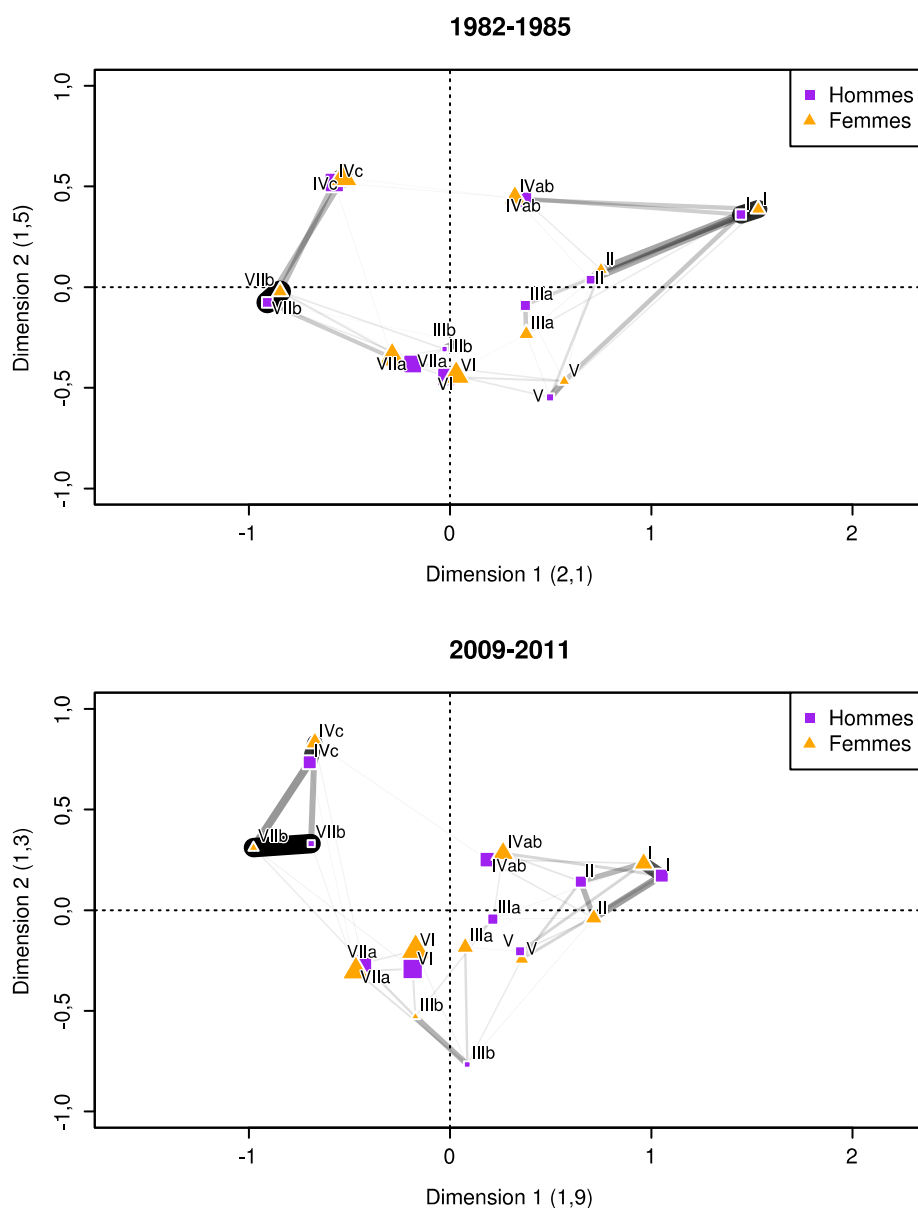 1982-1985
Hommes
Femmes
IVc
IVc
IVab
IVab
I
I
II
II
VIIb
VIIb
IIIa
IIIa
IIIb
IIIb
VIIa
VIIa
VI
VI
V
V
1,0
0,5
0,0
-0,5
-1,0
Dimension 2 (1,5)
-1
0
1
2
Dimension 1 (2,1)
2009-2011
Hommes
Femmes
IVc
IVc
VIIb
VIIb
IVab
IVab
I
I
II
II
IIIa
IIIa
V
V
VI
VI
VIIa
VIIa
IIIb
IIIb
1,0
0,5
0,0
-0,5
-1,0
Dimension 2 (1,3)
-1
0
1
2
Dimension 1 (1,9)